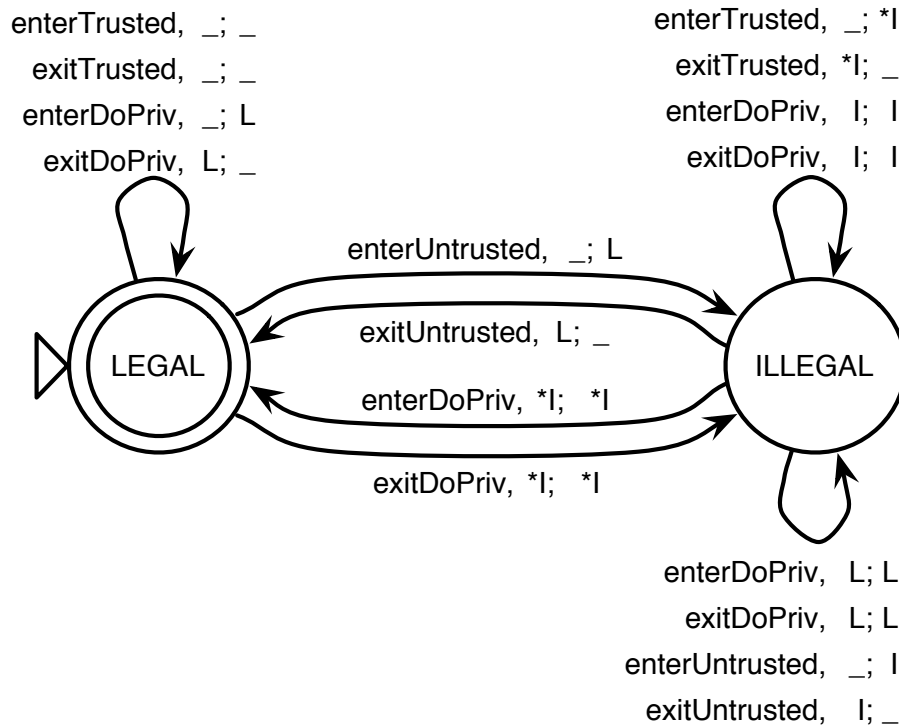 enterTrusted, _; _
exitTrusted, _; _
enterDoPriv, _; L
exitDoPriv, L; _
enterTrusted, _; *I
exitTrusted, *I; _
enterDoPriv, I; I
exitDoPriv, I; I
enterUntrusted, _; L
exitUntrusted, L; _
LEGAL
ILLEGAL
enterDoPriv, *I; *I
exitDoPriv, *I; *I
enterDoPriv, L; L
exitDoPriv, L; L
enterUntrusted, _; I
exitUntrusted, I; _